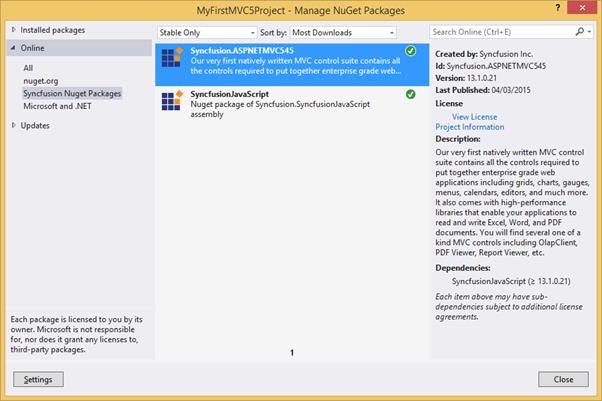 MyFirstMVC5Project - Manage NuGet Packages
? ×
Installed packages
Online
All
nuget.org
Syncfusion Nuget Packages
Microsoft and .NET
Updates
Each package is licensed to you by its
owner. Microsoft is not responsible
for, nor does it grant any licenses to,
third-party packages.
Stable Only
Sort by: Most Downloads
Syncfusion.ASPNETMVC545
Our very first natively written MVC control suite contains all
the controls required to put together enterprise grade web...
SyncfusionJavaScript
Nuget package of Syncfusion.SyncfusionJavaScript
assembly
1
Search Online (Ctrl+E)
Created by: Syncfusion Inc.
Id: Syncfusion.ASPNETMVC545
Version: 13.1.0.21
Last Published: 04/03/2015
License
View License
Project Information
Description:
Our very first natively written MVC control
suite contains all the controls required to
put together enterprise grade web
applications including grids, charts, gauges,
menus, calendars, editors, and much more.
It also comes with high-performance
libraries that enable your applications to
read and write Excel, Word, and PDF
documents. You will find several one of a
kind MVC controls including OlapClient,
PDF Viewer, Report Viewer etc.
Dependencies:
SyncfusionJavaScript (≥ 13.1.0.21)
Each item above may have sub-
dependencies subject to additional license
agreements.
Settings
Close